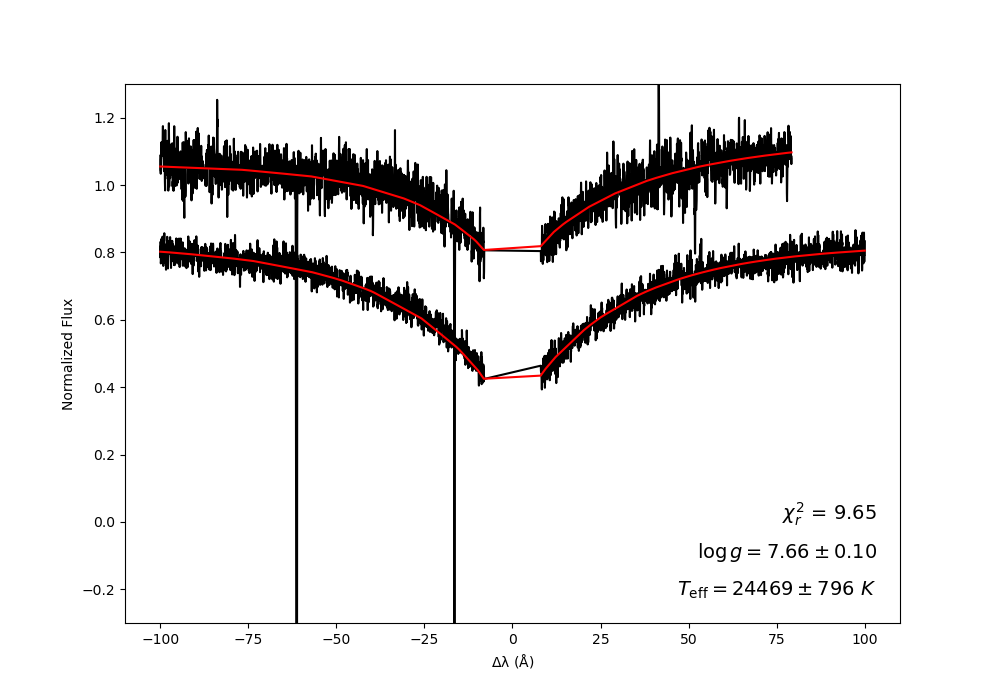 1.2
1.0
0.8
0.6
0.4
0.2
0.0
−0.2
Normalized Flux
χ²ᵣ = 9.65
log g = 7.66 ± 0.10
T_eff = 24469 ± 796 K
−100 −75 −50 −25 0 25 50 75 100
Δλ (Å)